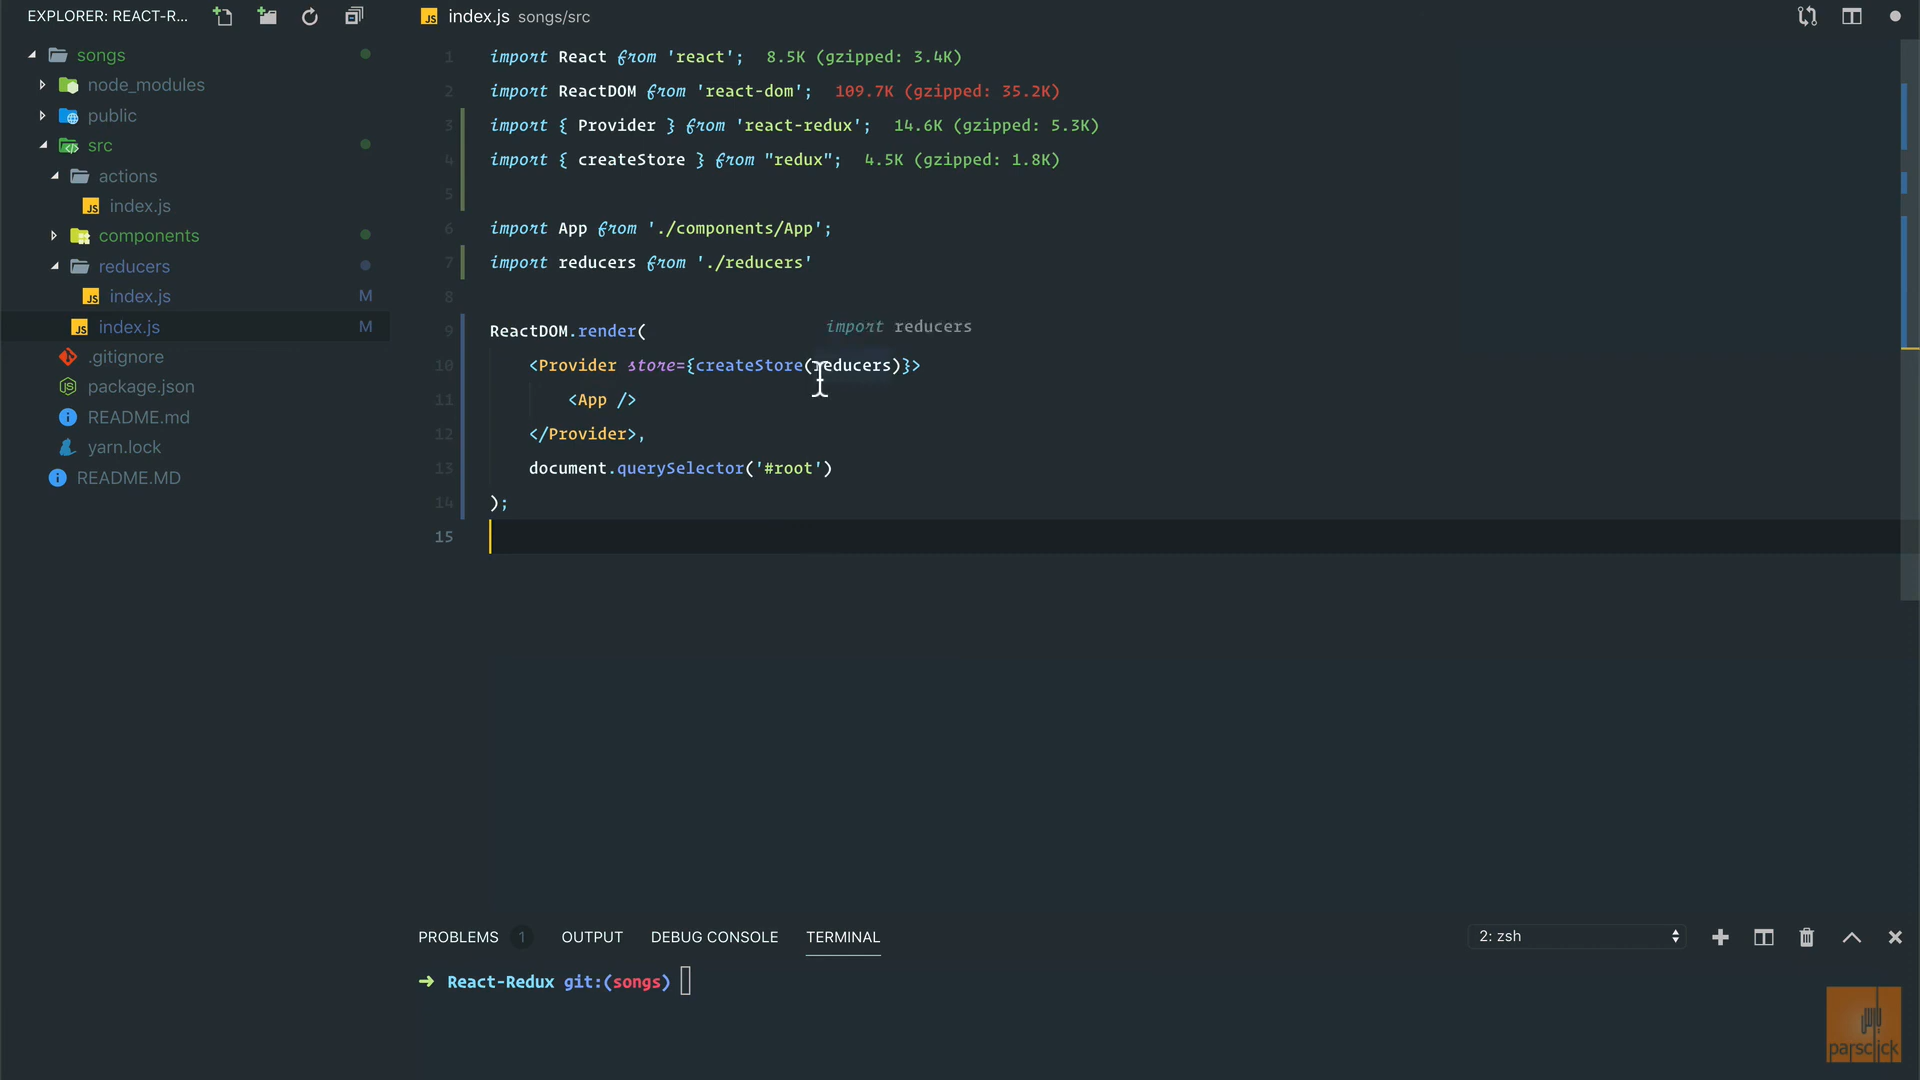 EXPLORER: REACT-R...
songs
node_modules
public
src
actions
index.js
components
reducers
index.js M
index.js M
.gitignore
package.json
README.md
yarn.lock
README.MD
index.js songs/src
1 import React from 'react'; 8.5K (gzipped: 3.4K)
2 import ReactDOM from 'react-dom'; 109.7K (gzipped: 35.2K)
3 import { Provider } from 'react-redux'; 14.6K (gzipped: 5.3K)
4 import { createStore } from "redux"; 4.5K (gzipped: 1.8K)
5
6 import App from './components/App';
7 import reducers from './reducers'
8
9 ReactDOM.render(
import reducers
10 <Provider store={createStore(reducers)}>
11 <App />
12 </Provider>,
13 document.querySelector('#root')
14 );
15
PROBLEMS 1 OUTPUT DEBUG CONSOLE TERMINAL 2: zsh
➜ React-Redux git:(songs)
پارس
parsclick